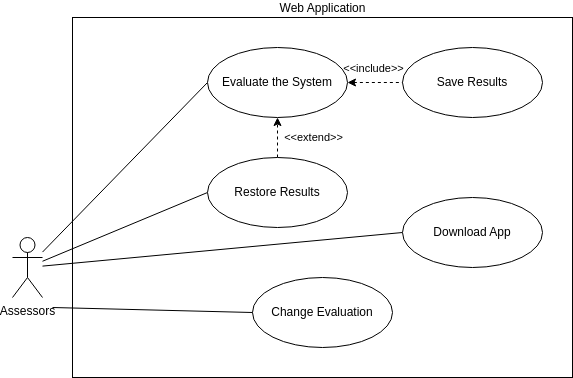 Web Application
<<include>>
Evaluate the System
Save Results
<<extend>>
Restore Results
Download App
Assessors
Change Evaluation